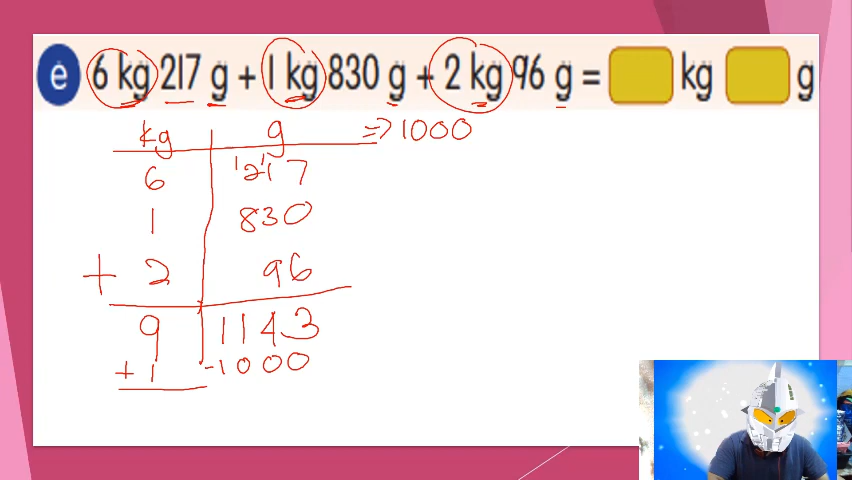 e 6 kg 217 g + 1 kg 830 g + 2 kg 96 g = kg g
kg g => 1000
6 217
1 830
+ 2 96
9 1143
+ 1 - 1000